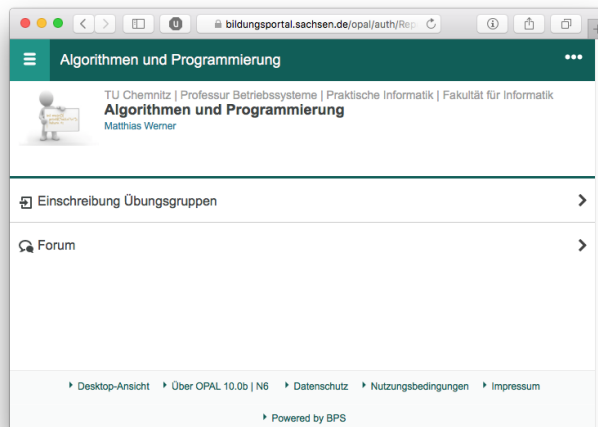 bildungsportal.sachsen.de/opal/auth/Rep
Algorithmen und Programmierung
TU Chemnitz | Professur Betriebssysteme | Praktische Informatik | Fakultät für Informatik
Algorithmen und Programmierung
Matthias Werner
Einschreibung Übungsgruppen
Forum
Desktop-Ansicht Über OPAL 10.0b | N6 Datenschutz Nutzungsbedingungen Impressum
Powered by BPS